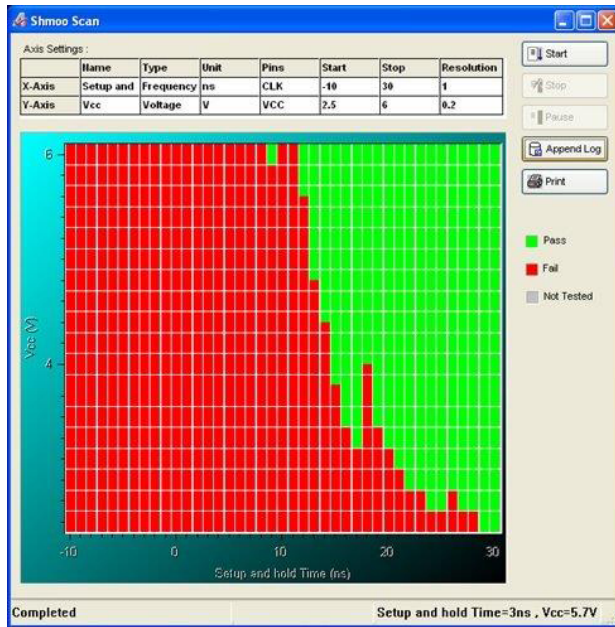 Shmoo Scan
Axis Settings :
Name Type Unit Pins Start Stop Resolution
X-Axis Setup and Frequency ns CLK -10 30 1
Y-Axis Vcc Voltage V VCC 2.5 6 0.2
Start
Stop
Pause
Append Log
Print
Pass
Fail
Not Tested
6
4
Vcc (V)
-10 0 10 20 30
Setup and hold Time (ns)
Completed Setup and hold Time=3ns , Vcc=5.7V